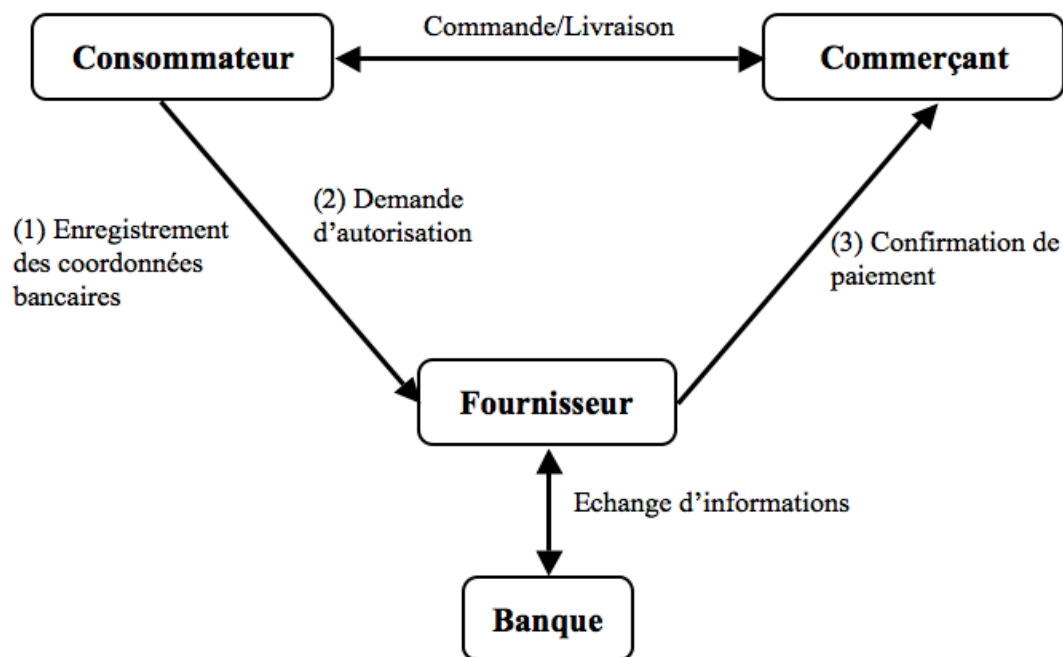 Commande/Livraison
Consommateur
Commerçant
(1) Enregistrement
des coordonnées
bancaires
(2) Demande
d’autorisation
(3) Confirmation de
paiement
Fournisseur
Echange d’informations
Banque